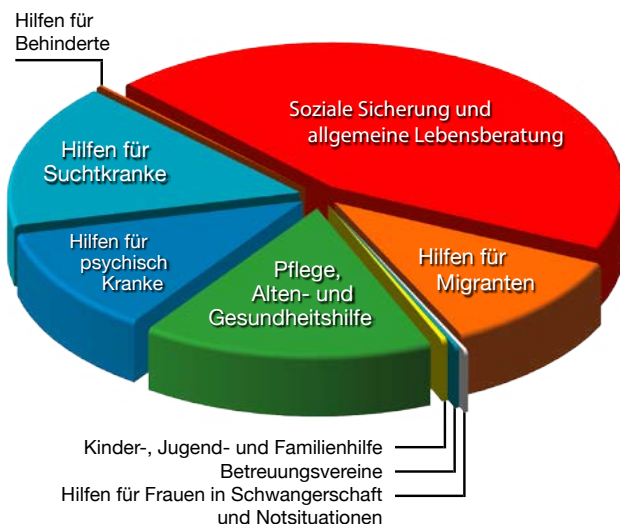 Hilfen für
Behinderte
Soziale Sicherung und
allgemeine Lebensberatung
Hilfen für
Suchtkranke
Hilfen für
psychisch
Kranke
Pflege,
Alten- und
Gesundheitshilfe
Hilfen für
Migranten
Kinder-, Jugend- und Familienhilfe
Betreuungsvereine
Hilfen für Frauen in Schwangerschaft
und Notsituationen